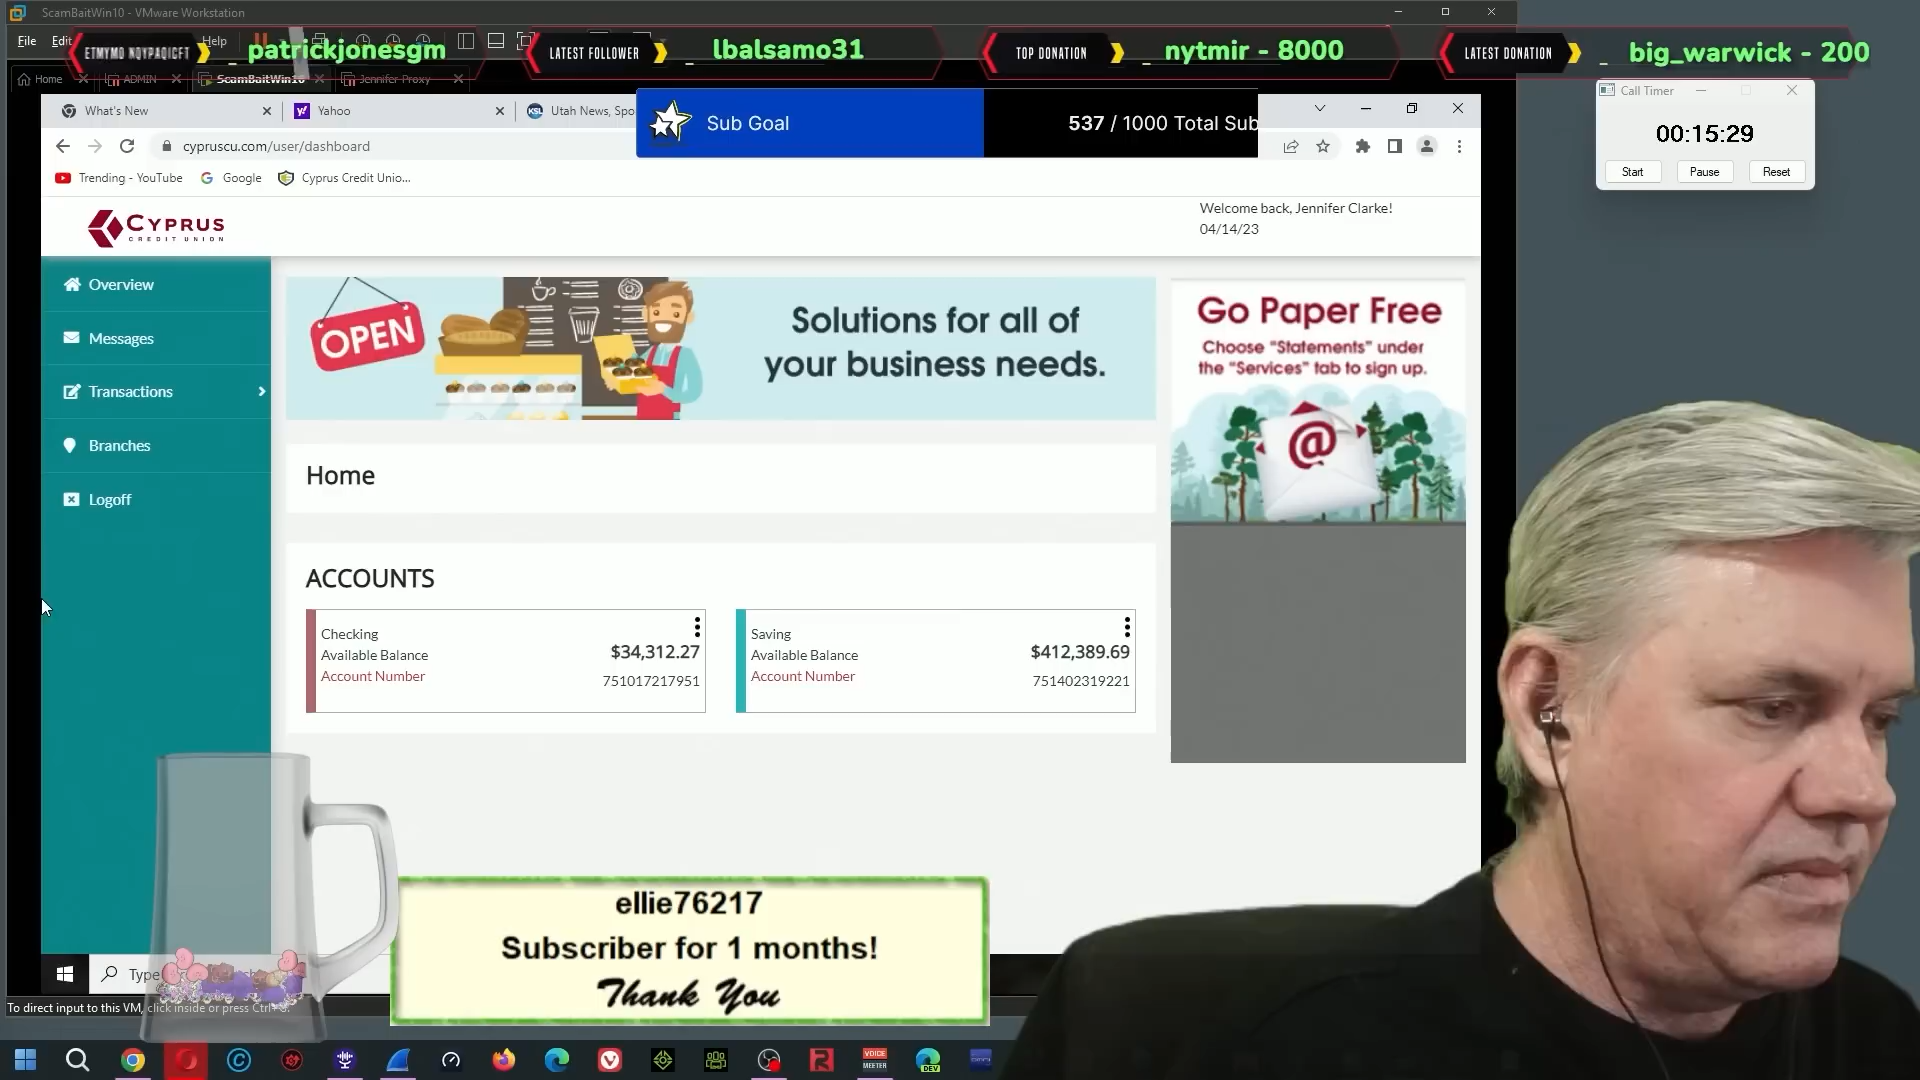 ScamBaitWin10 - VMware Workstation
File Edit Help
ETMYMO NQYPAQICFT patrickjonesgm
LATEST FOLLOWER _ lbalsamo31
TOP DONATION _ nytmir - 8000
LATEST DONATION _ big_warwick - 200
Home ADMIN ScamBaitWin10 Jennifer Proxy
Call Timer
00:15:29
Start Pause Reset
What's New
Yahoo
Utah News, Spo
Sub Goal
537 / 1000 Total Sub
cypruscu.com/user/dashboard
Trending - YouTube Google Cyprus Credit Unio...
CYPRUS
CREDIT UNION
Welcome back, Jennifer Clarke!
04/14/23
Overview
Messages
Transactions
Branches
Logoff
OPEN
Solutions for all of
your business needs.
Go Paper Free
Choose "Statements" under
the "Services" tab to sign up.
@
Home
ACCOUNTS
Checking
Available Balance $34,312.27
Account Number 751017217951
Saving
Available Balance $412,389.69
Account Number 751402319221
ellie76217
Subscriber for 1 months!
Thank You
Type
To direct input to this VM, click inside or press Ctrl+G.
VOICE
MEETER
DEV